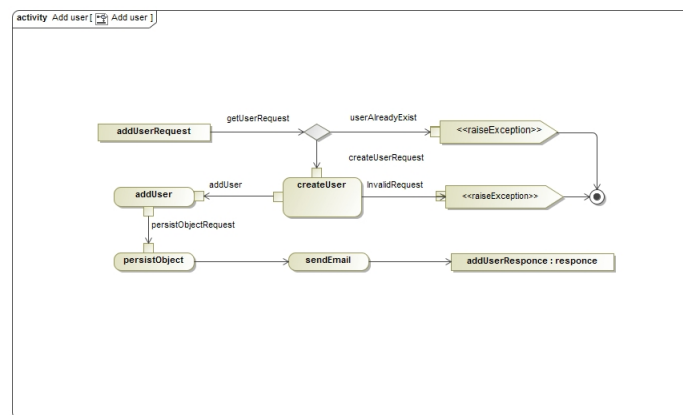 activity Add user [ Add user ]
getUserRequest
userAlreadyExist
addUserRequest
<<raiseException>>
createUserRequest
addUser
createUser
InvalidRequest
addUser
<<raiseException>>
persistObjectRequest
persistObject
sendEmail
addUserResponce : responce